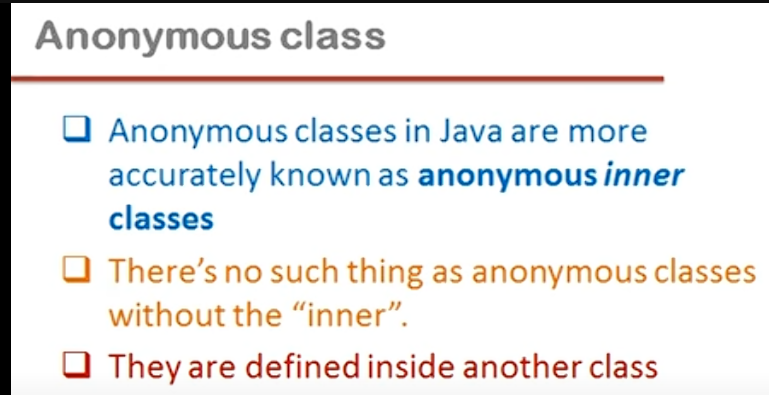 Anonymous class
❑ Anonymous classes in Java are more
accurately known as anonymous inner
classes
❑ There’s no such thing as anonymous classes
without the “inner”.
❑ They are defined inside another class